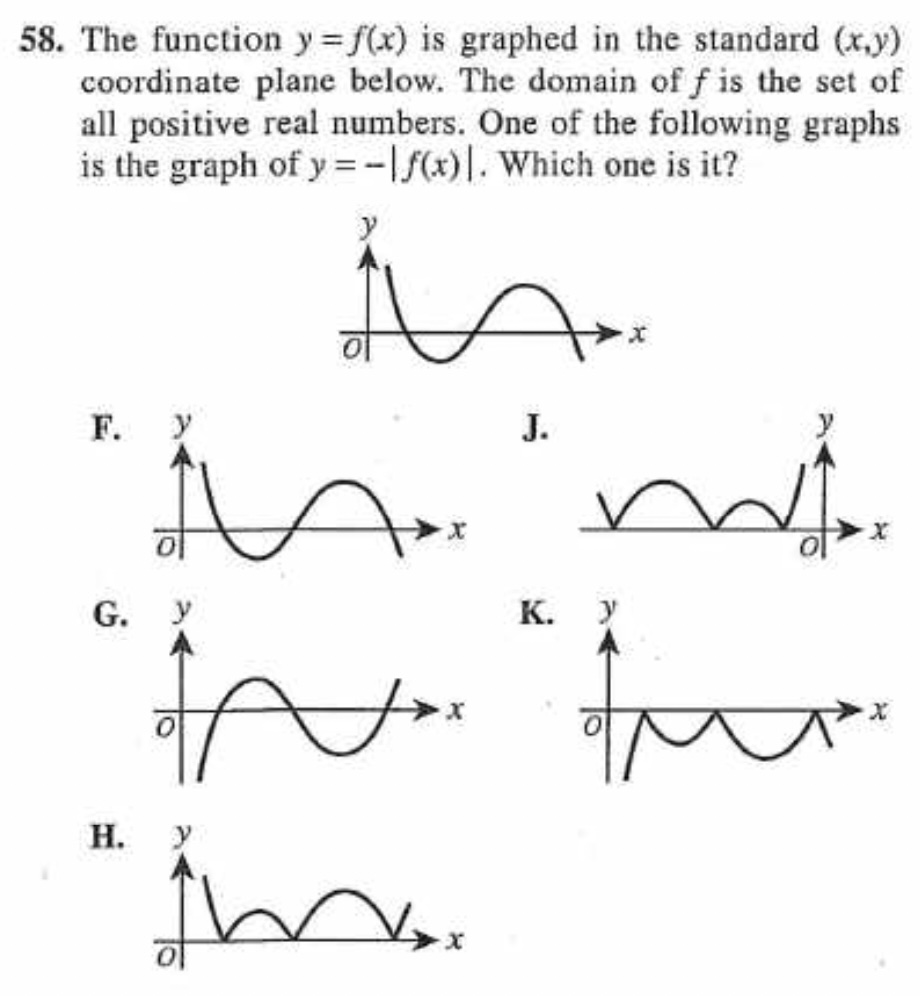 58. The function y = f(x) is graphed in the standard (x,y)
coordinate plane below. The domain of f is the set of
all positive real numbers. One of the following graphs
is the graph of y = −|f(x)|. Which one is it?
y
O
x
F.
y
O
x
J.
y
O
x
G.
y
O
x
K.
y
O
x
H.
y
O
x